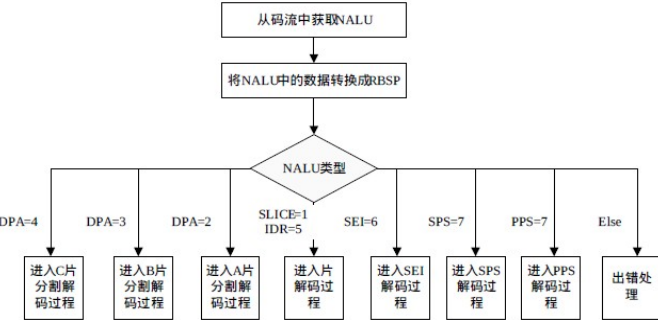 从码流中获取NALU
将NALU中的数据转换成RBSP
NALU类型
DPA=4
DPA=3
DPA=2
SLICE=1
IDR=5
SEI=6
SPS=7
PPS=7
Else
进入C片
分割解
码过程
进入B片
分割解
码过程
进入A片
分割解
码过程
进入片
解码过
程
进入SEI
解码过
程
进入SPS
解码过
程
进入PPS
解码过
程
出错处
理